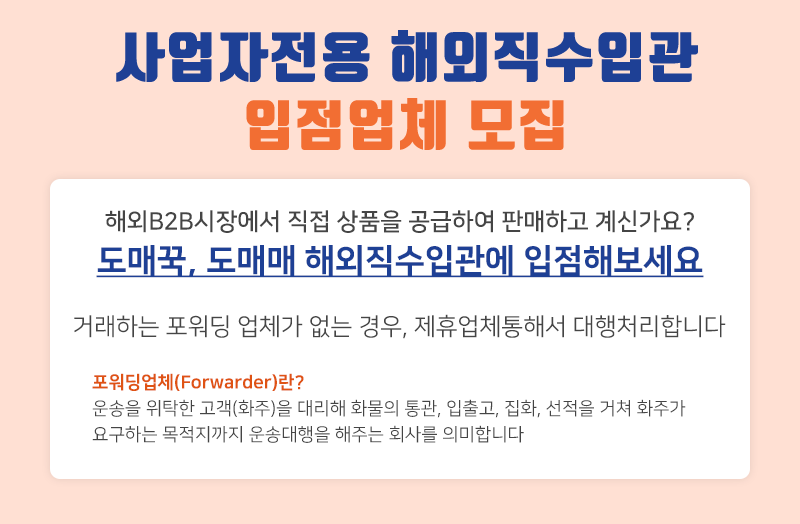 사업자전용 해외직수입관
입점업체 모집
해외B2B시장에서 직접 상품을 공급하여 판매하고 계신가요?
도매꾹, 도매매 해외직수입관에 입점해보세요
거래하는 포워딩 업체가 없는 경우, 제휴업체통해서 대행처리합니다
포워딩업체(Forwarder)란?
운송을 위탁한 고객(화주)을 대리해 화물의 통관, 입출고, 집화, 선적을 거쳐 화주가
요구하는 목적지까지 운송대행을 해주는 회사를 의미합니다